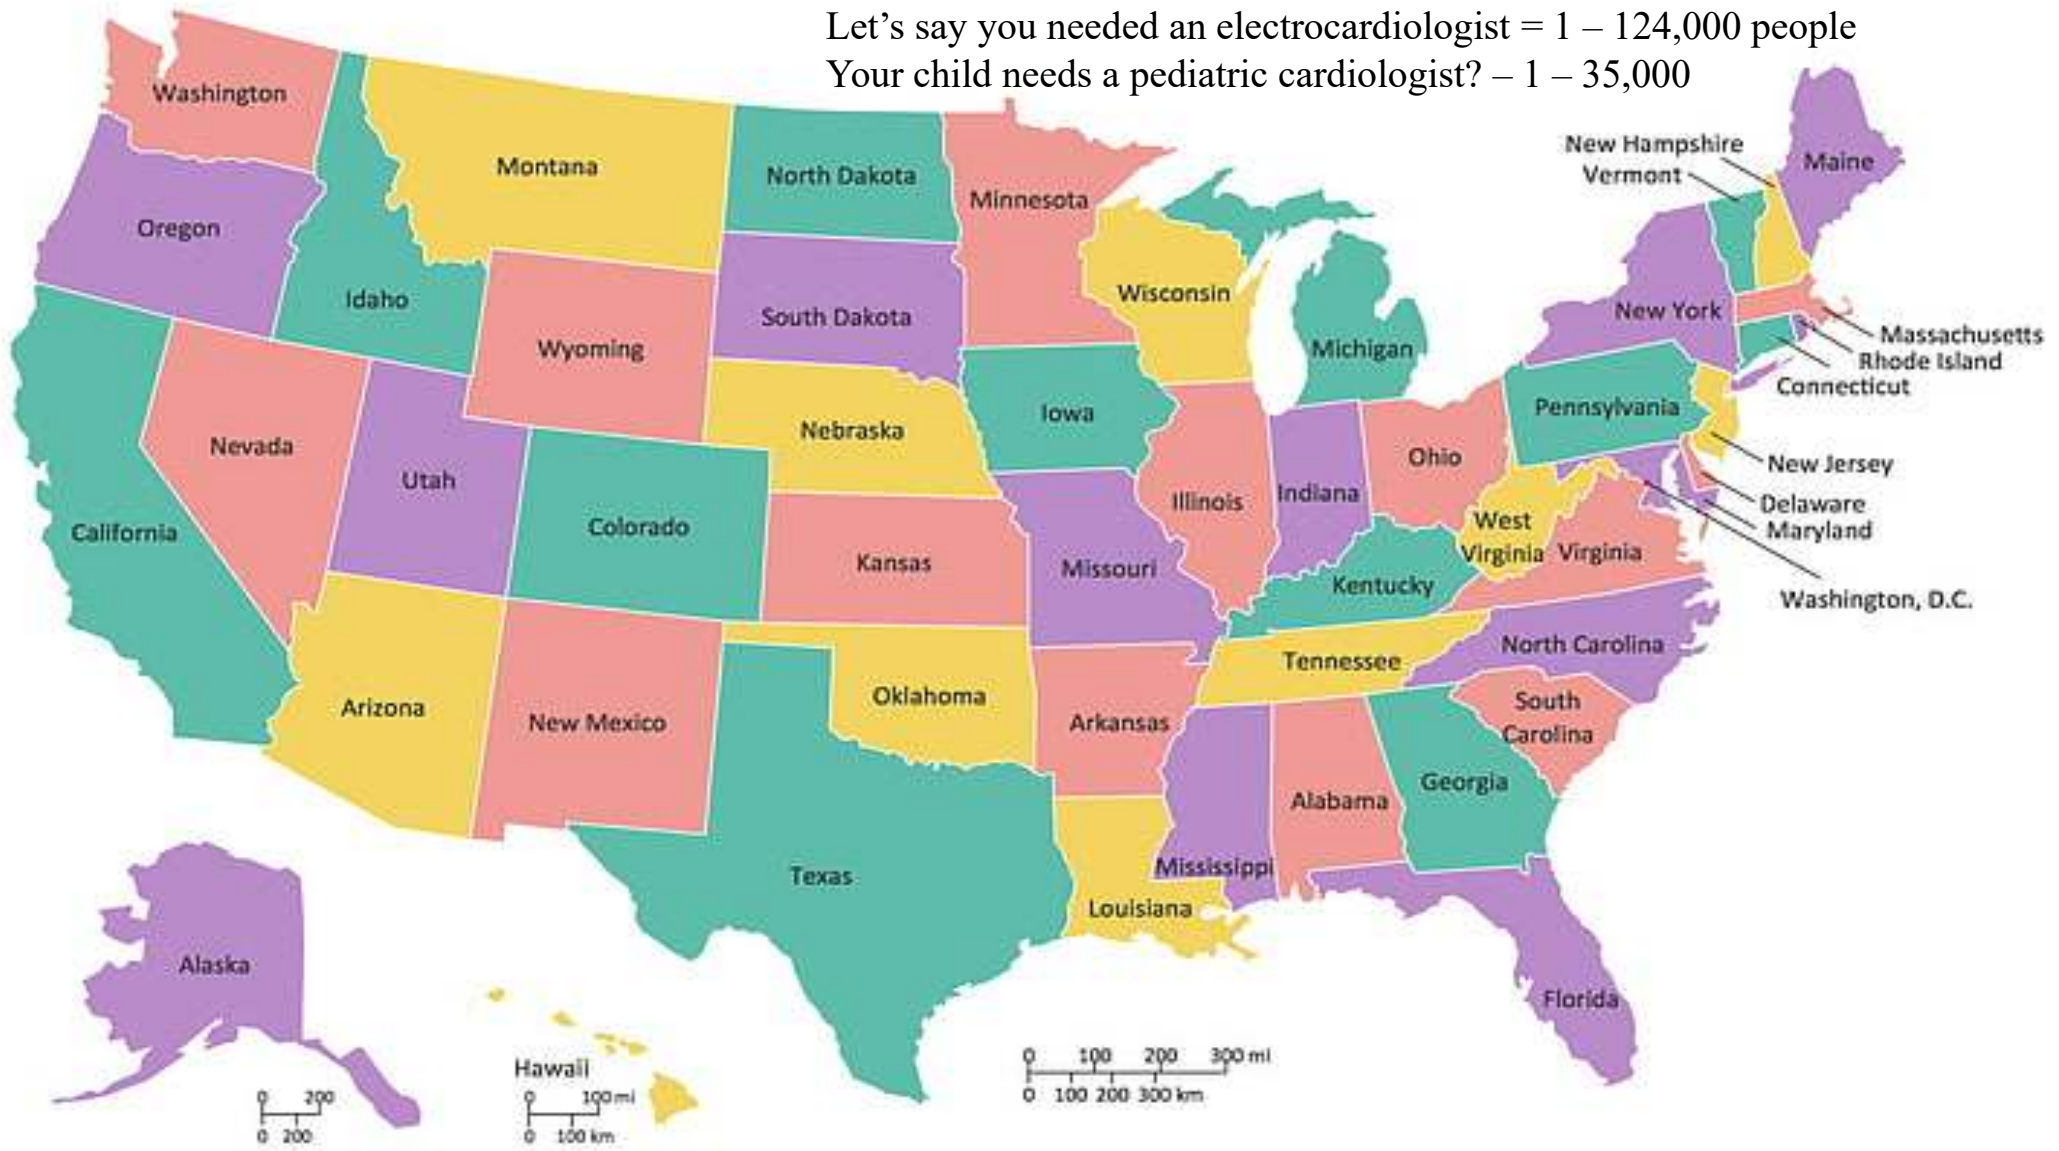 Let’s say you needed an electrocardiologist = 1 – 124,000 people
Your child needs a pediatric cardiologist? – 1 – 35,000
Washington
Montana
North Dakota
Minnesota
New Hampshire
Vermont
Maine
Oregon
Idaho
Wyoming
South Dakota
Wisconsin
Michigan
New York
Massachusetts
Rhode Island
Connecticut
Nevada
Utah
Nebraska
Iowa
Pennsylvania
New Jersey
Delaware
Maryland
Washington, D.C.
California
Colorado
Kansas
Missouri
Illinois
Indiana
Ohio
West
Virginia
Virginia
Kentucky
North Carolina
Tennessee
Arizona
New Mexico
Oklahoma
Arkansas
South
Carolina
Georgia
Alabama
Mississippi
Texas
Louisiana
Florida
Alaska
0 200
0 200
Hawaii
0 100 mi
0 100 km
0 100 200 300 mi
0 100 200 300 km